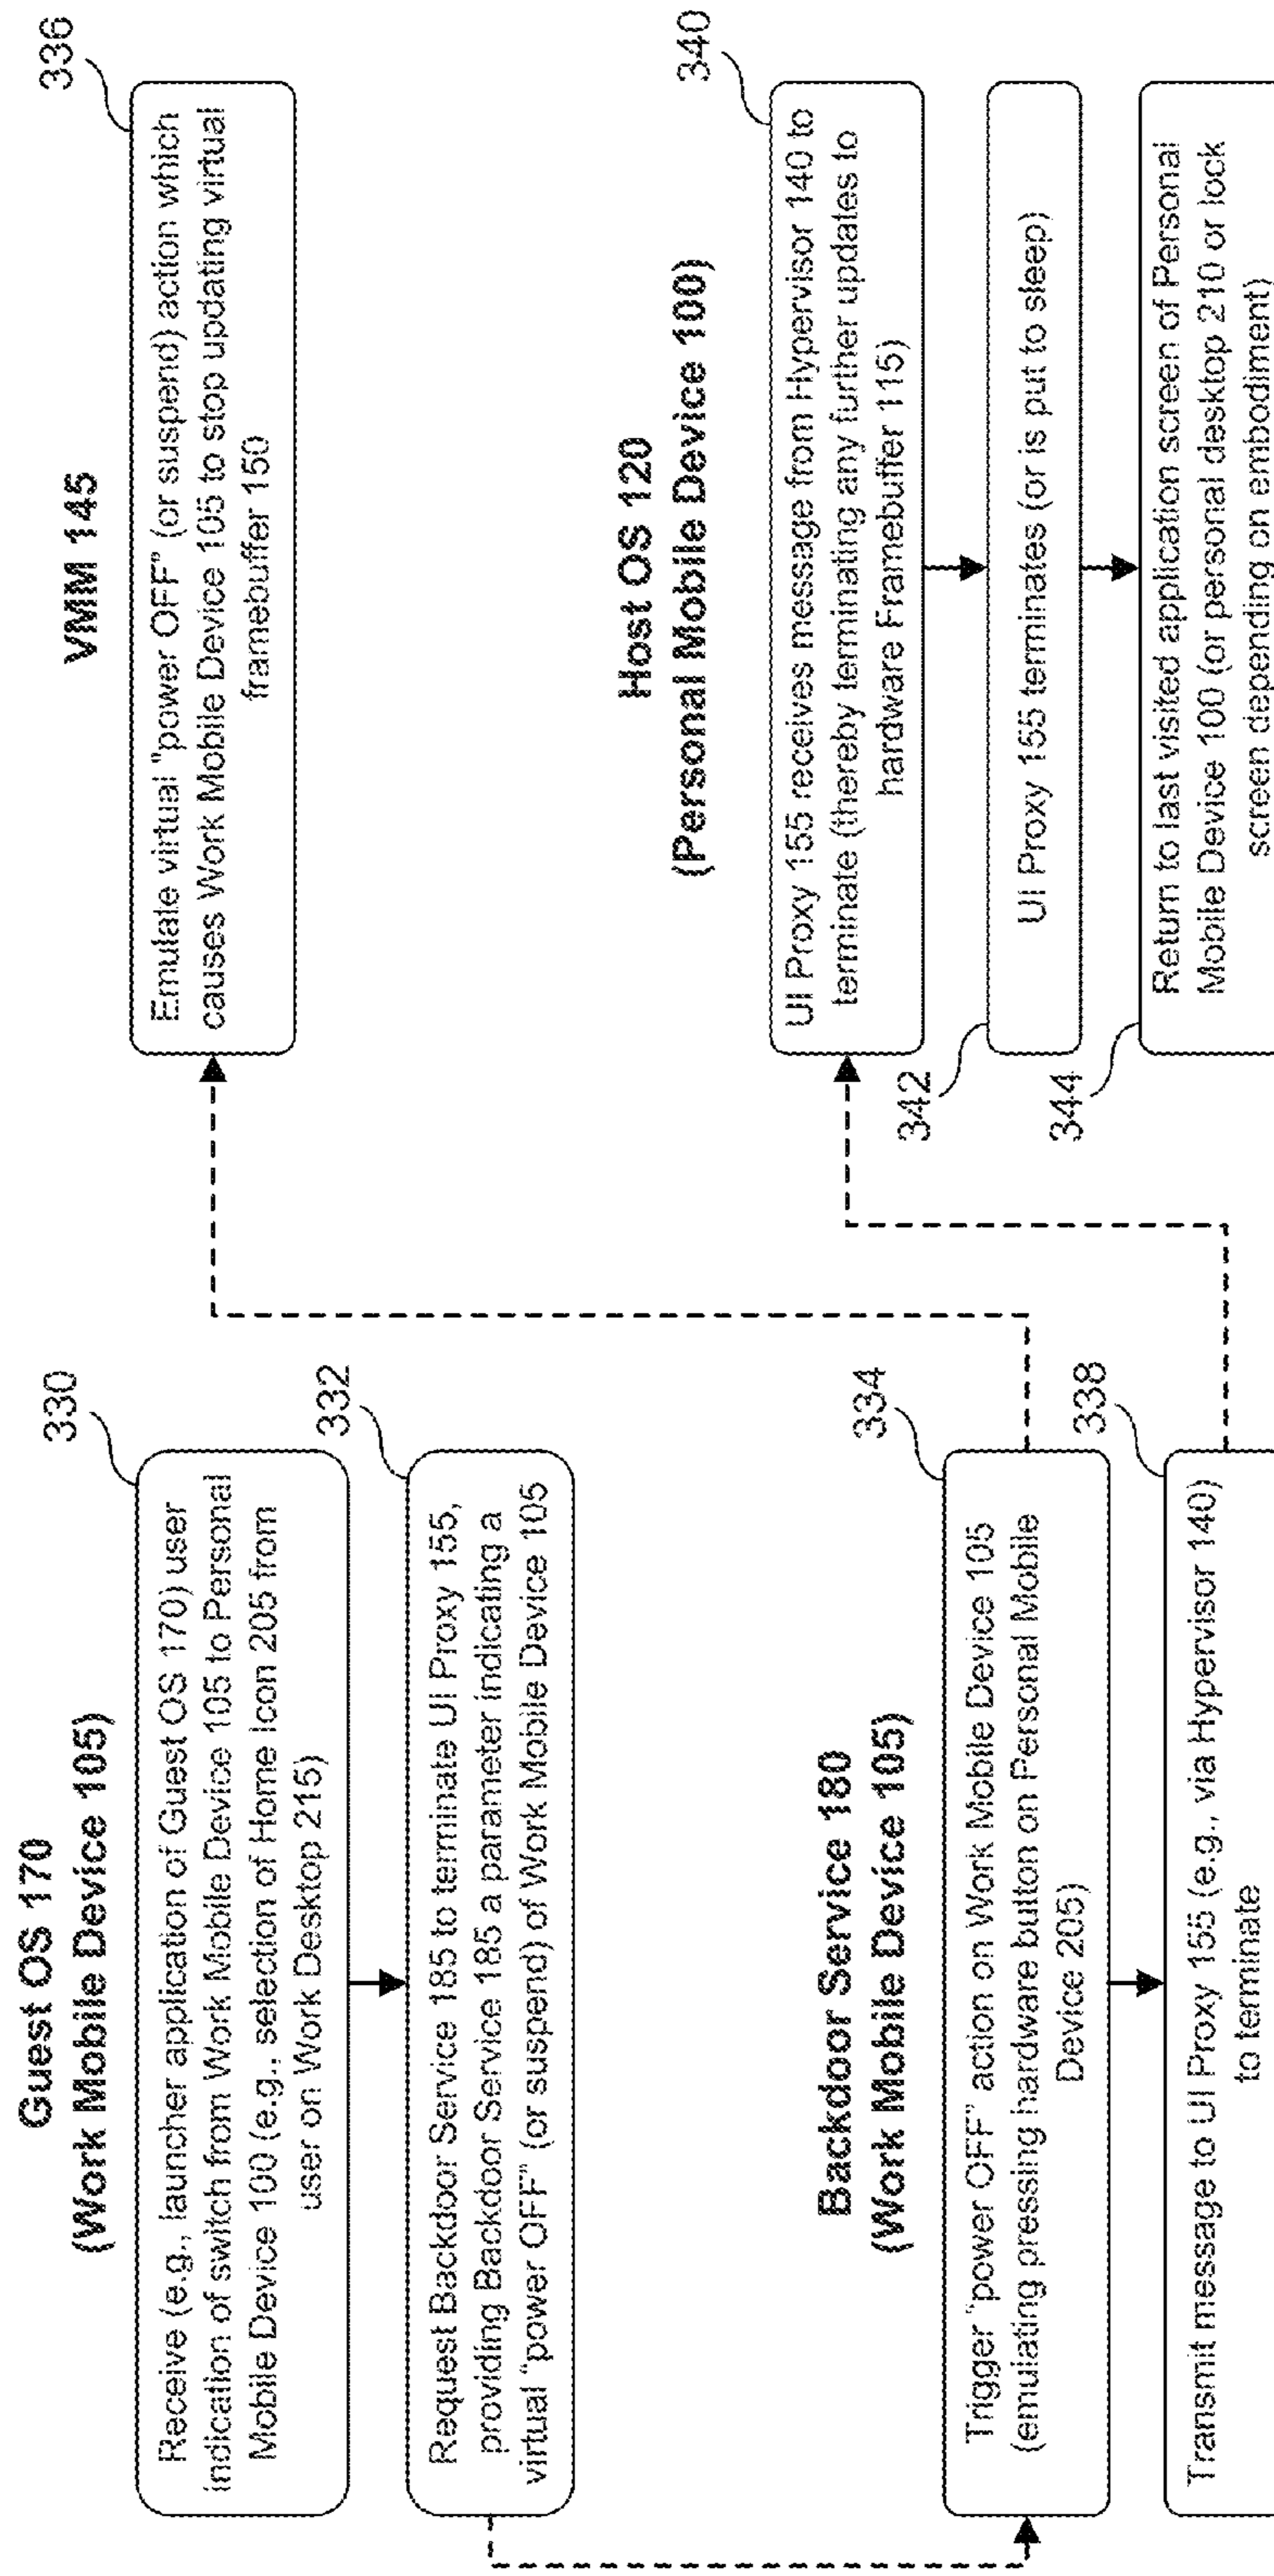 Guest OS 170
(Work Mobile Device 105)
330
Receive (e.g., launcher application of Guest OS 170) user
indication of switch from Work Mobile Device 105 to Personal
Mobile Device 100 (e.g., selection of Home Icon 205 from
user on Work Desktop 215)
332
Request Backdoor Service 185 to terminate UI Proxy 155,
providing Backdoor Service 185 a parameter indicating a
virtual “power OFF” (or suspend) of Work Mobile Device 105
Backdoor Service 180
(Work Mobile Device 105)
334
Trigger “power OFF” action on Work Mobile Device 105
(emulating pressing hardware button on Personal Mobile
Device 205)
338
Transmit message to UI Proxy 155 (e.g., via Hypervisor 140)
to terminate
VMM 145
336
Emulate virtual "power OFF" (or suspend) action which
causes Work Mobile Device 105 to stop updating virtual
framebuffer 150
Host OS 120
(Personal Mobile Device 100)
340
UI Proxy 155 receives message from Hypervisor 140 to
terminate (thereby terminating any further updates to
hardware Framebuffer 115)
342
UI Proxy 155 terminates (or is put to sleep)
344
Return to last visited application screen of Personal
Mobile Device 100 (or personal desktop 210 or lock
screen depending on embodiment)